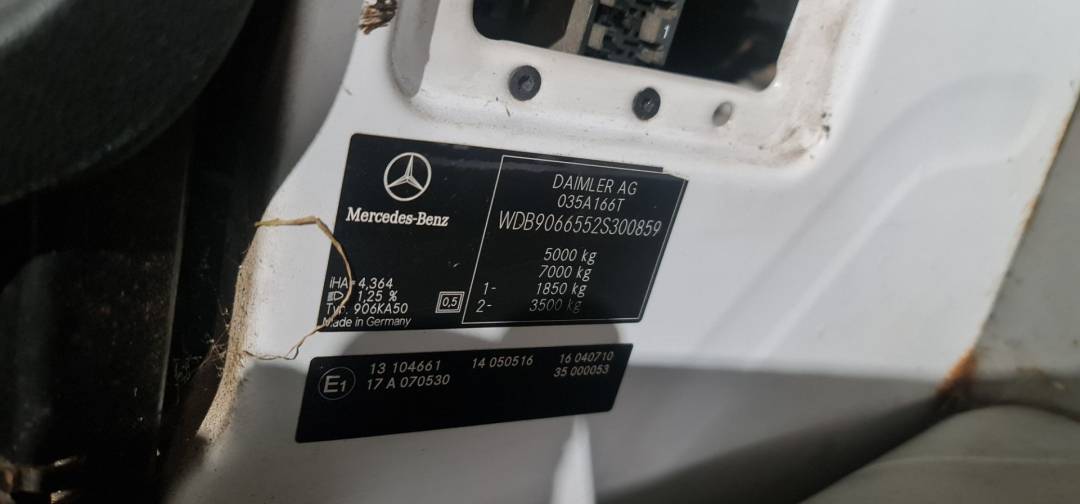 Mercedes-Benz
DAIMLER AG
035A166T
WDB9066552S300859
5000 kg
7000 kg
1- 1850 kg
2- 3500 kg
iHA= 4,364
1,25 %
Typ: 906KA50
0,5
Made in Germany
E1
13 104661 14 050516 16 040710
17 A 070530 35 000053